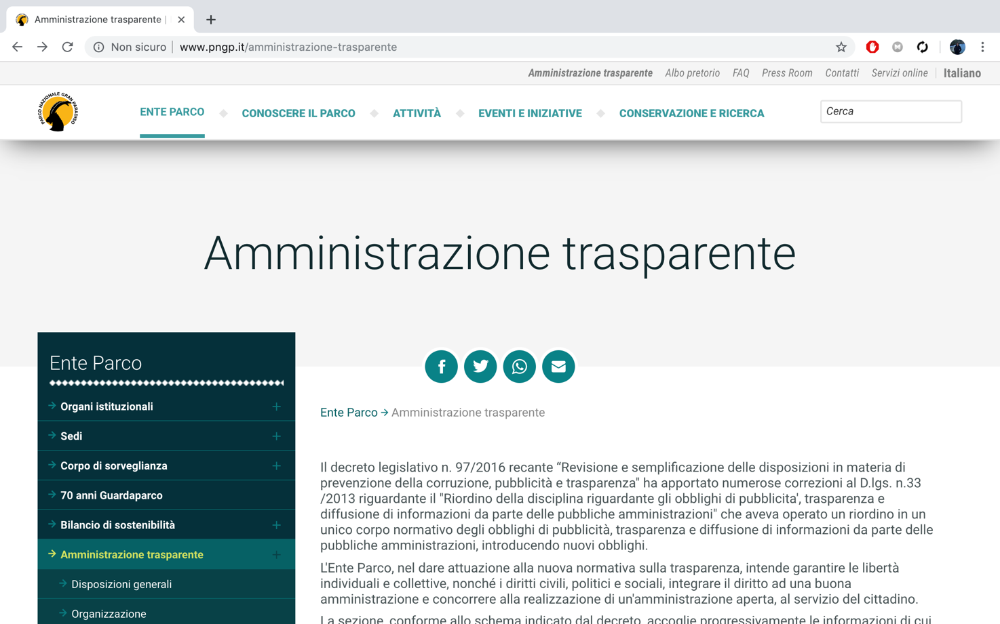 Amministrazione trasparente |
Non sicuro | www.pngp.it/amministrazione-trasparente
Amministrazione trasparente Albo pretorio FAQ Press Room Contatti Servizi online | Italiano
PARCO NAZIONALE GRAN PARADISO
ENTE PARCO CONOSCERE IL PARCO ATTIVITÀ EVENTI E INIZIATIVE CONSERVAZIONE E RICERCA Cerca
Amministrazione trasparente
Ente Parco
Organi istituzionali +
Sedi +
Corpo di sorveglianza +
70 anni Guardaparco
Bilancio di sostenibilità +
Amministrazione trasparente +
Disposizioni generali
Organizzazione
Ente Parco → Amministrazione trasparente
Il decreto legislativo n. 97/2016 recante “Revisione e semplificazione delle disposizioni in materia di
prevenzione della corruzione, pubblicità e trasparenza" ha apportato numerose correzioni al D.lgs. n.33
/2013 riguardante il "Riordino della disciplina riguardante gli obblighi di pubblicita', trasparenza e
diffusione di informazioni da parte delle pubbliche amministrazioni" che aveva operato un riordino in un
unico corpo normativo degli obblighi di pubblicità, trasparenza e diffusione di informazioni da parte delle
pubbliche amministrazioni, introducendo nuovi obblighi.
L'Ente Parco, nel dare attuazione alla nuova normativa sulla trasparenza, intende garantire le libertà
individuali e collettive, nonché i diritti civili, politici e sociali, integrare il diritto ad una buona
amministrazione e concorrere alla realizzazione di un'amministrazione aperta, al servizio del cittadino.
La sezione, conforme allo schema indicato dal decreto, accoglie progressivamente le informazioni di cui